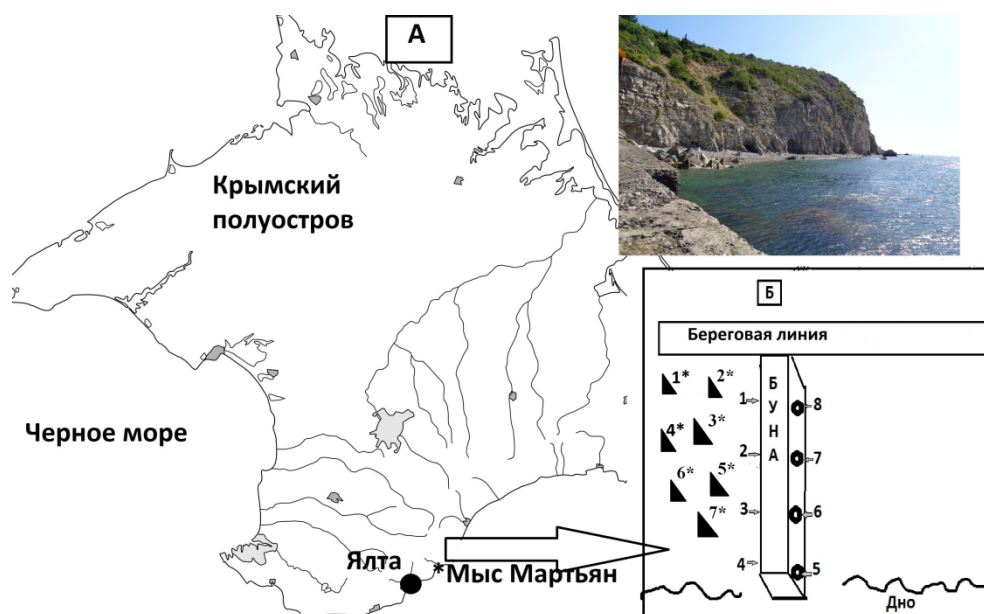 А
Крымский
полуостров
Черное море
Ялта
*Мыс Мартьян
Б
Береговая линия
БУНА
1* 2*
1 8
4* 3*
2 7
6* 5*
3 6
7*
4 5
Дно